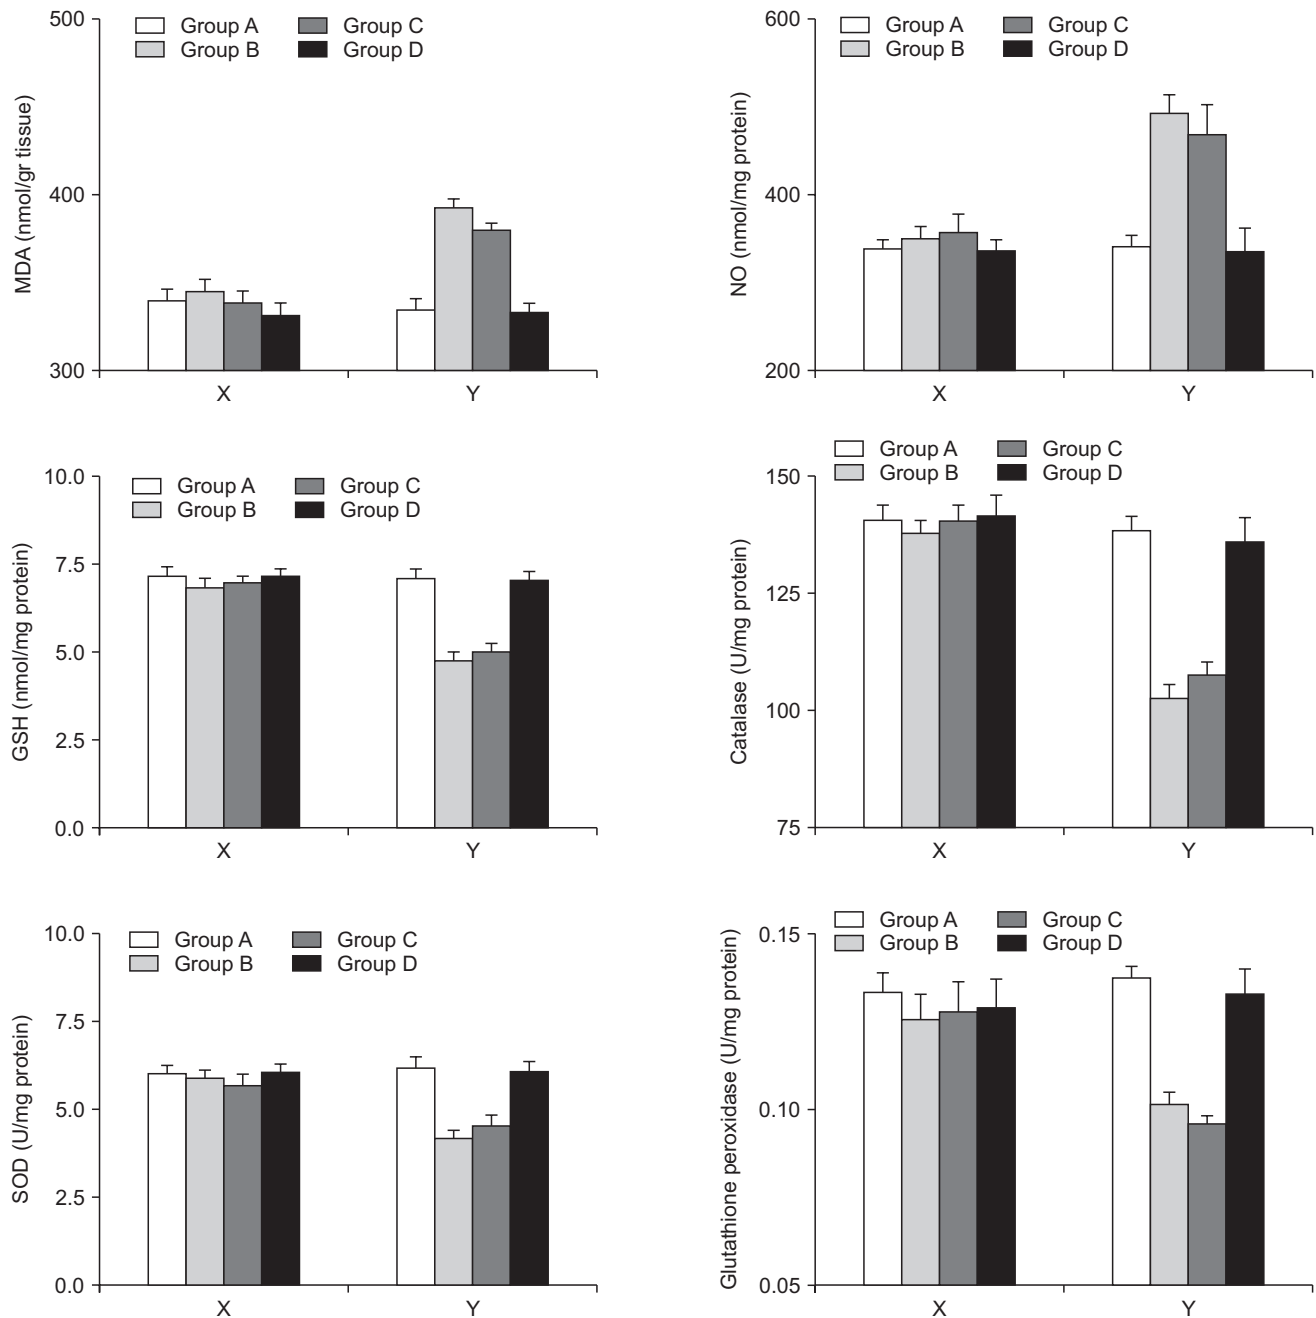 500
400
300
MDA (nmol/gr tissue)
Group A
Group B
Group C
Group D
X
Y
600
400
200
NO (nmol/mg protein)
Group A
Group B
Group C
Group D
X
Y
10.0
7.5
5.0
2.5
0.0
GSH (nmol/mg protein)
Group A
Group B
Group C
Group D
X
Y
150
125
100
75
Catalase (U/mg protein)
Group A
Group B
Group C
Group D
X
Y
10.0
7.5
5.0
2.5
0.0
SOD (U/mg protein)
Group A
Group B
Group C
Group D
X
Y
0.15
0.10
0.05
Glutathione peroxidase (U/mg protein)
Group A
Group B
Group C
Group D
X
Y